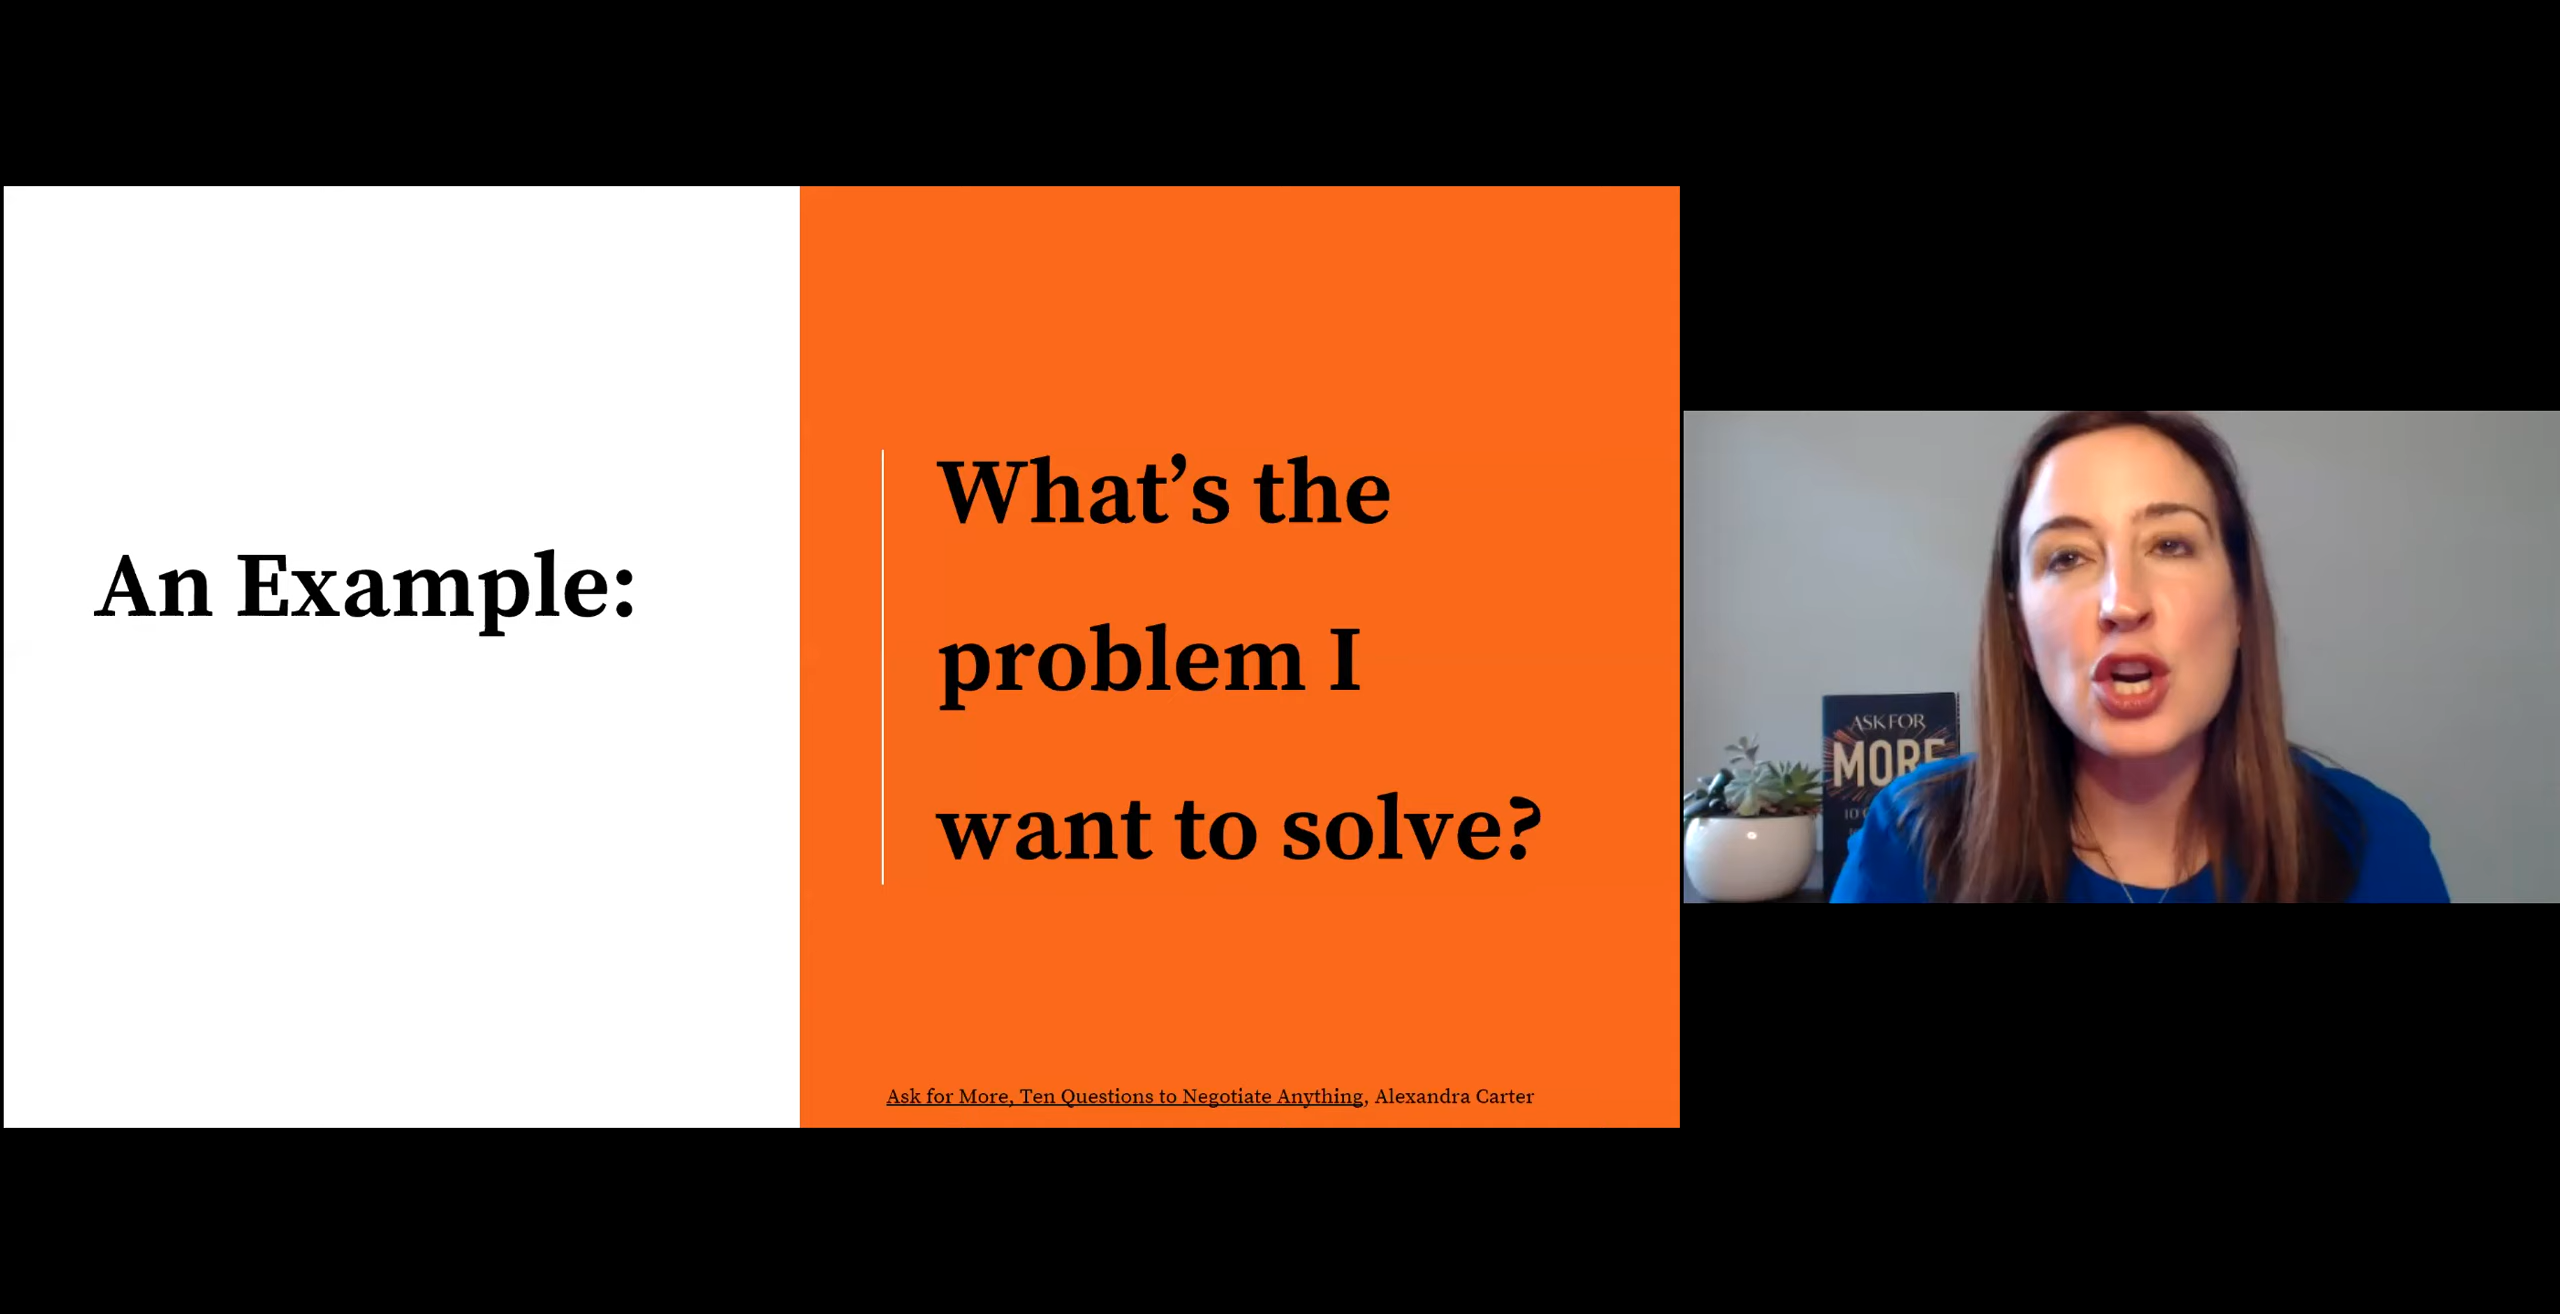 An Example:
What’s the
problem I
want to solve?
Ask for More, Ten Questions to Negotiate Anything, Alexandra Carter
ASK FOR
MORE
10